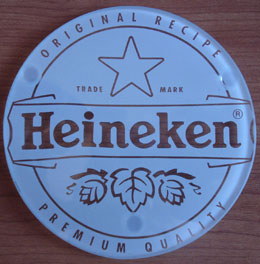 ORIGINAL RECIPE
TRADE MARK
Heineken®
PREMIUM QUALITY